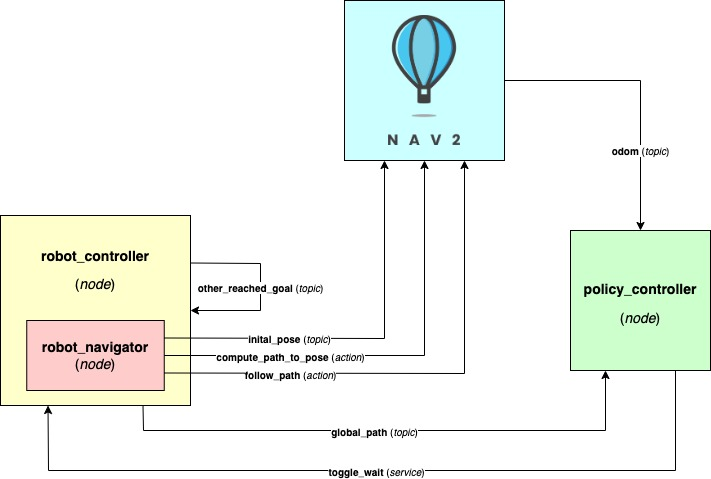 N A V 2
odom (topic)
robot_controller
(node)
other_reached_goal (topic)
policy_controller
(node)
robot_navigator
(node)
inital_pose (topic)
compute_path_to_pose (action)
follow_path (action)
global_path (topic)
toggle_wait (service)